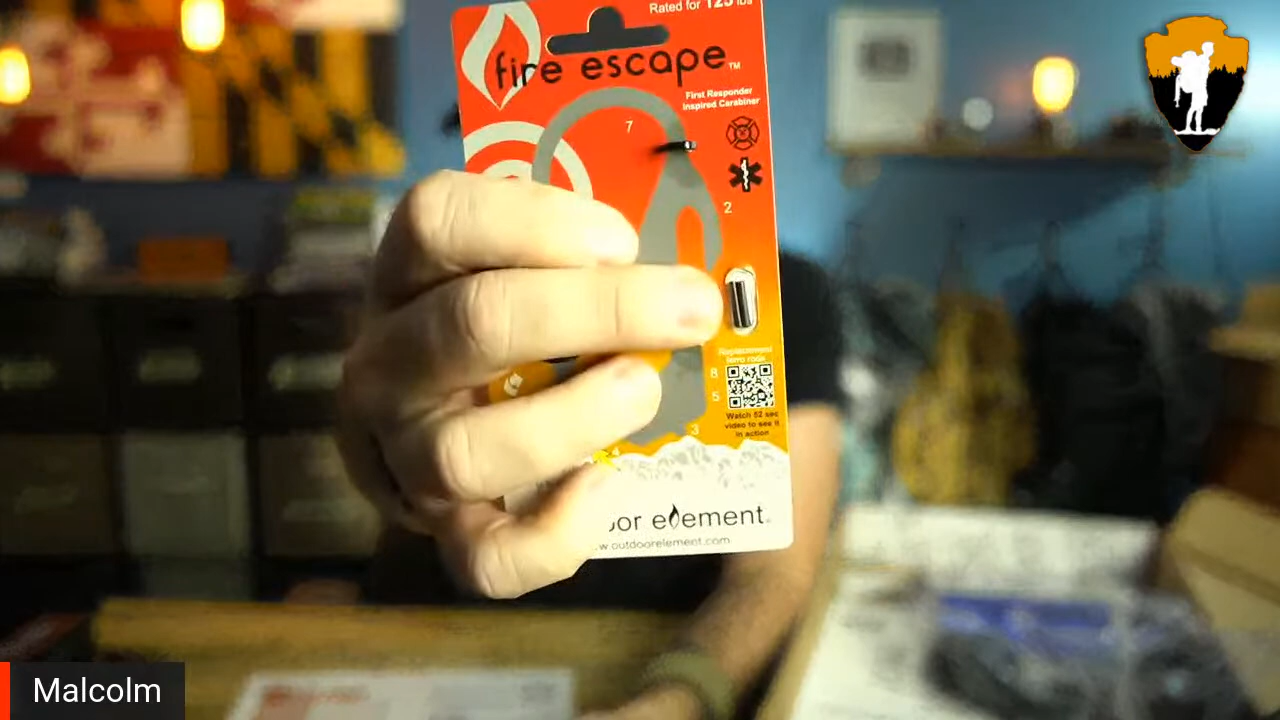 Rated for 125 lbs
fire escape™
First Responder
Inspired Carabiner
7
2
Replacement
ferro rods
8
5
Watch 52 sec
video to see it
in action
3
4
oor element
w.outdoorelement.com
Malcolm